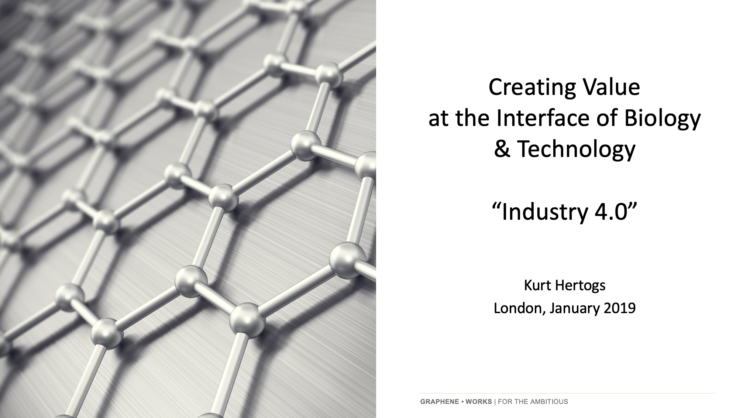 Creating Value
at the Interface of Biology
& Technology
“Industry 4.0”
Kurt Hertogs
London, January 2019
GRAPHENE • WORKS | FOR THE AMBITIOUS